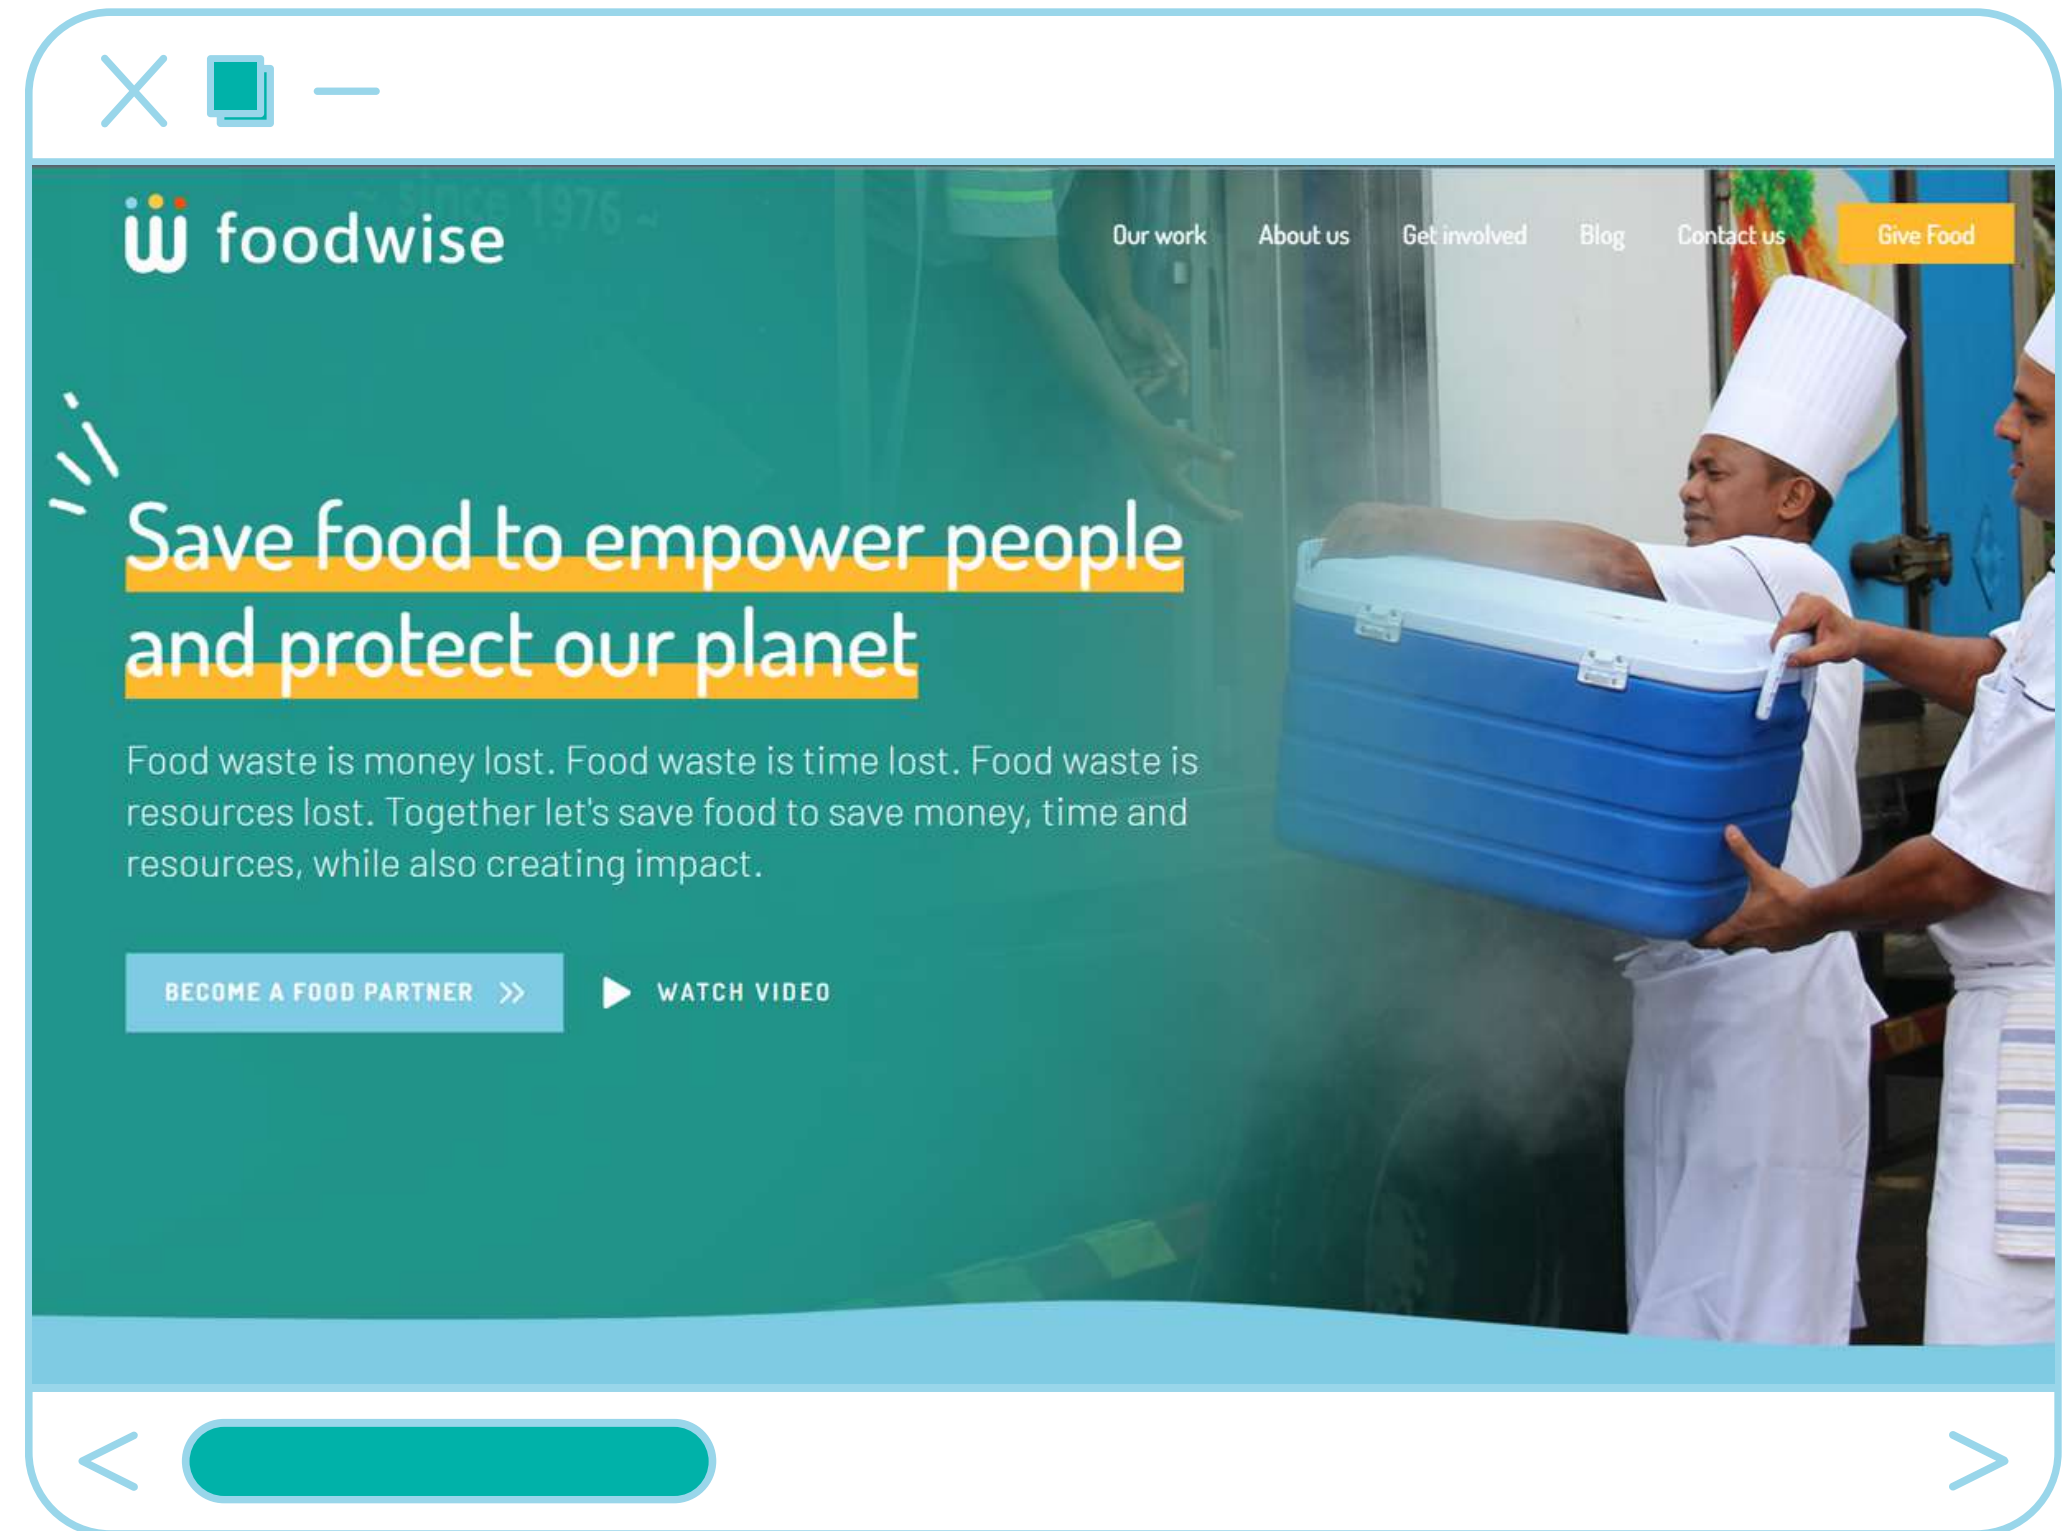 ~ since 1976 ~
foodwise
Our work About us Get involved Blog Contact us Give Food
Save food to empower people
and protect our planet
Food waste is money lost. Food waste is time lost. Food waste is
resources lost. Together let's save food to save money, time and
resources, while also creating impact.
BECOME A FOOD PARTNER >> WATCH VIDEO